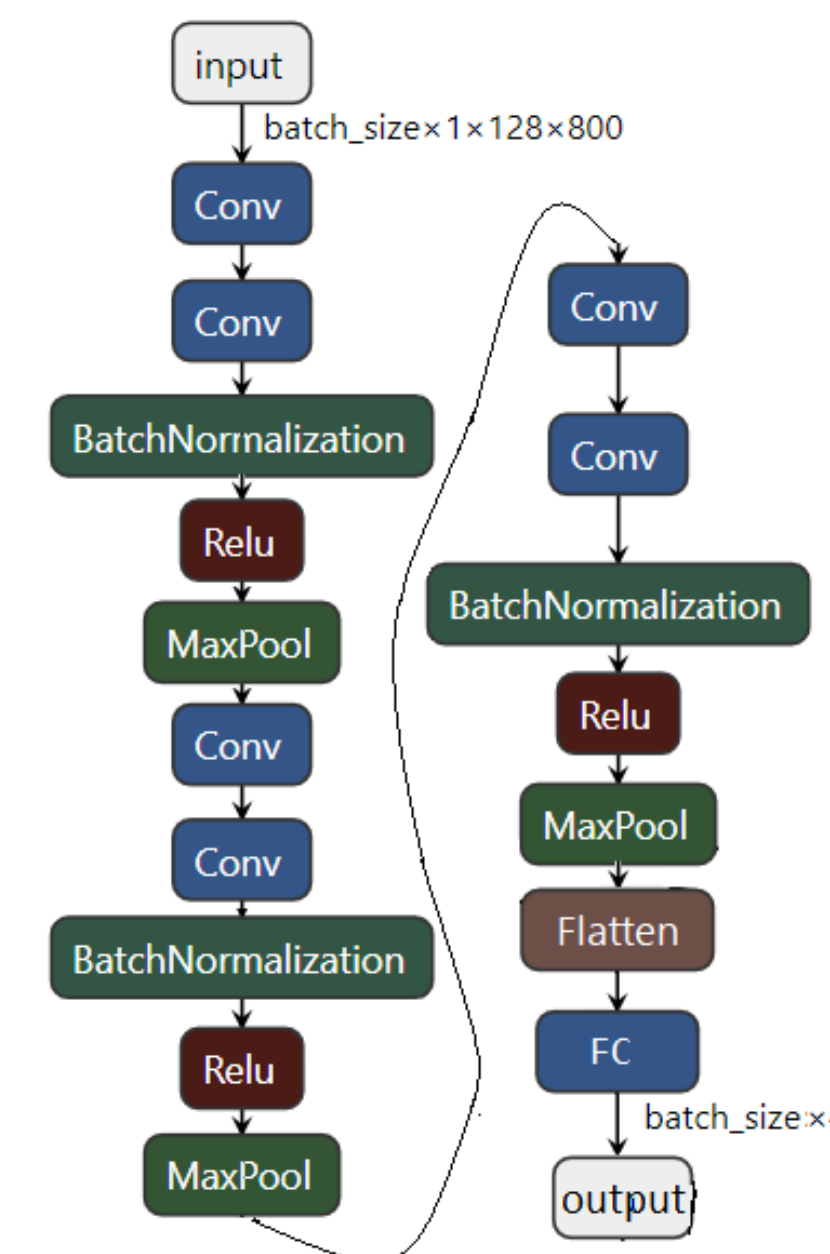 input
batch_size×1×128×800
Conv
Conv
BatchNormalization
Relu
MaxPool
Conv
Conv
BatchNormalization
Relu
MaxPool
Conv
Conv
BatchNormalization
Relu
MaxPool
Flatten
FC
batch_size×
output